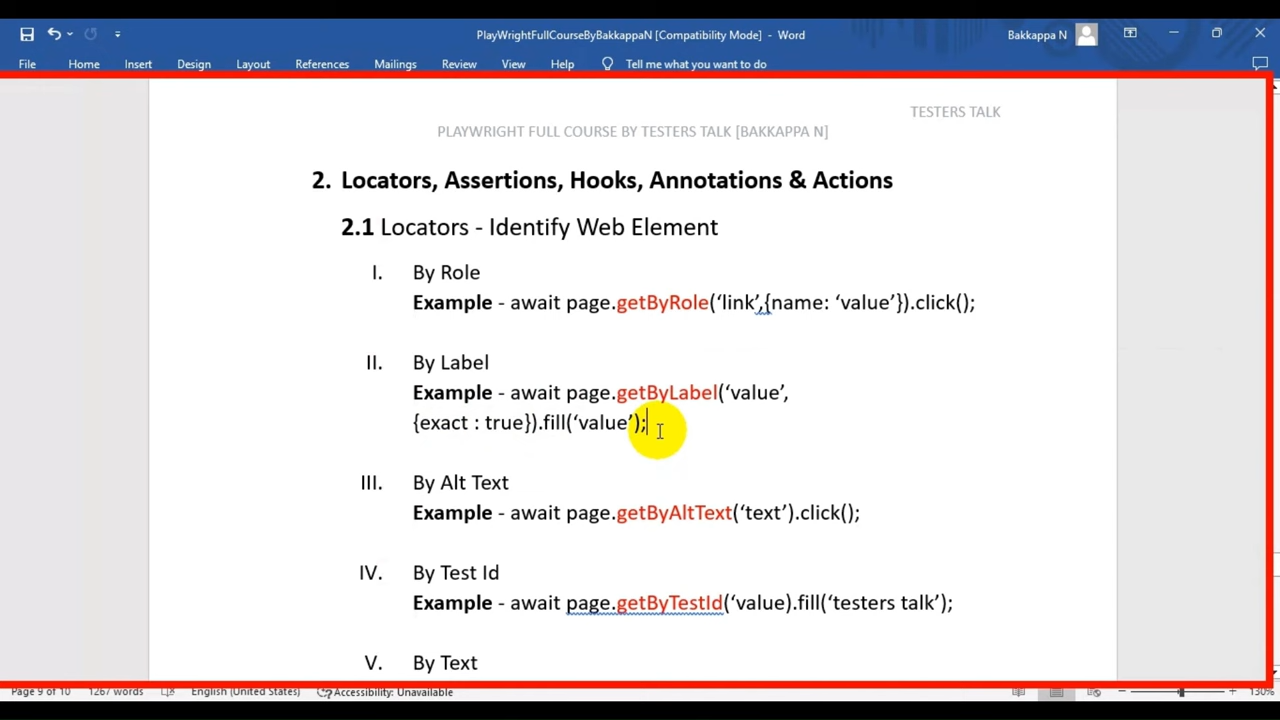 PlayWrightFullCourseByBakkappaN [Compatibility Mode] - Word
Bakkappa N
File Home Insert Design Layout References Mailings Review View Help Tell me what you want to do
TESTERS TALK
PLAYWRIGHT FULL COURSE BY TESTERS TALK [BAKKAPPA N]
2. Locators, Assertions, Hooks, Annotations & Actions
2.1 Locators - Identify Web Element
I. By Role
Example - await page.getByRole(‘link’,{name: ‘value’}).click();
II. By Label
Example - await page.getByLabel(‘value’,
{exact : true}).fill(‘value’);
III. By Alt Text
Example - await page.getByAltText(‘text’).click();
IV. By Test Id
Example - await page.getByTestId(‘value).fill(‘testers talk’);
V. By Text
Page 9 of 10 1267 words English (United States) Accessibility: Unavailable 130%